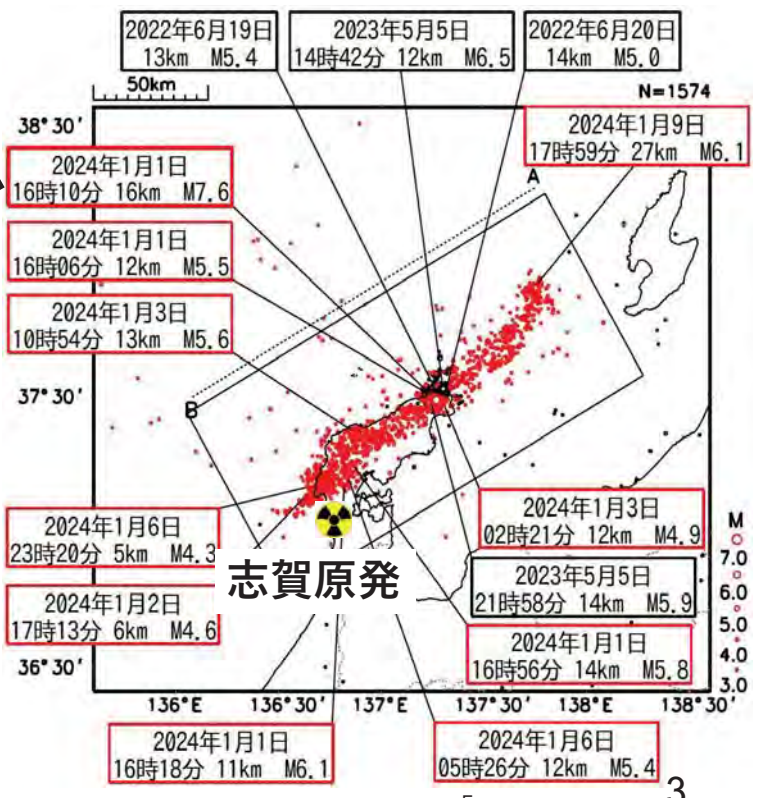 2022年6月19日
13km M5.4
2023年5月5日
14時42分 12km M6.5
2022年6月20日
14km M5.0
50km
N=1574
38°30′
2024年1月9日
17時59分 27km M6.1
2024年1月1日
16時10分 16km M7.6
A
2024年1月1日
16時06分 12km M5.5
2024年1月3日
10時54分 13km M5.6
37°30′
B
2024年1月6日
23時20分 5km M4.3
2024年1月3日
02時21分 12km M4.9
志賀原発
2023年5月5日
21時58分 14km M5.9
2024年1月2日
17時13分 6km M4.6
2024年1月1日
16時56分 14km M5.8
M
7.0
6.0
5.0
4.0
3.0
36°30′
136°E
136°30′
137°E
137°30′
138°E
138°30′
2024年1月1日
16時18分 11km M6.1
2024年1月6日
05時26分 12km M5.4
3